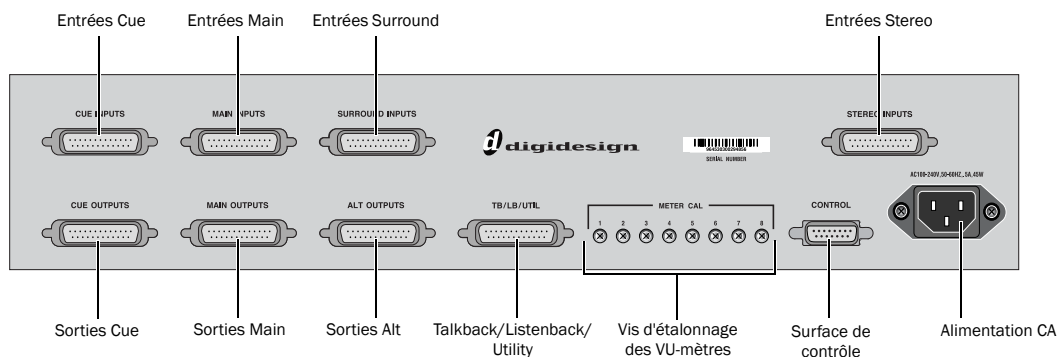 Entrées Cue
Entrées Main
Entrées Surround
Entrées Stereo
CUE INPUTS
MAIN INPUTS
SURROUND INPUTS
STEREO INPUTS
digidesign
SERIAL NUMBER
AC100-240V,50-60HZ,.5A,45W
CUE OUTPUTS
MAIN OUTPUTS
ALT OUTPUTS
TB/LB/UTIL
METER CAL
1 2 3 4 5 6 7 8
CONTROL
Sorties Cue
Sorties Main
Sorties Alt
Talkback/Listenback/
Utility
Vis d'étalonnage
des VU-mètres
Surface de
contrôle
Alimentation CA